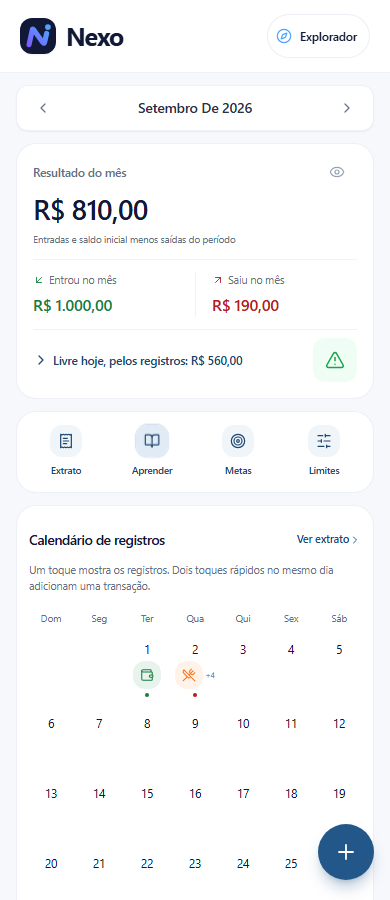 Nexo
Explorador
Setembro De 2026
Resultado do mês
R$ 810,00
Entradas e saldo inicial menos saídas do período
Entrou no mês
Saiu no mês
R$ 1.000,00
R$ 190,00
Livre hoje, pelos registros: R$ 560,00
Extrato
Aprender
Metas
Limites
Calendário de registros
Ver extrato
Um toque mostra os registros. Dois toques rápidos no mesmo dia
adicionam uma transação.
Dom Seg Ter Qua Qui Sex Sáb
1 2 3 4 5
+4
6 7 8 9 10 11 12
13 14 15 16 17 18 19
20 21 22 23 24 25